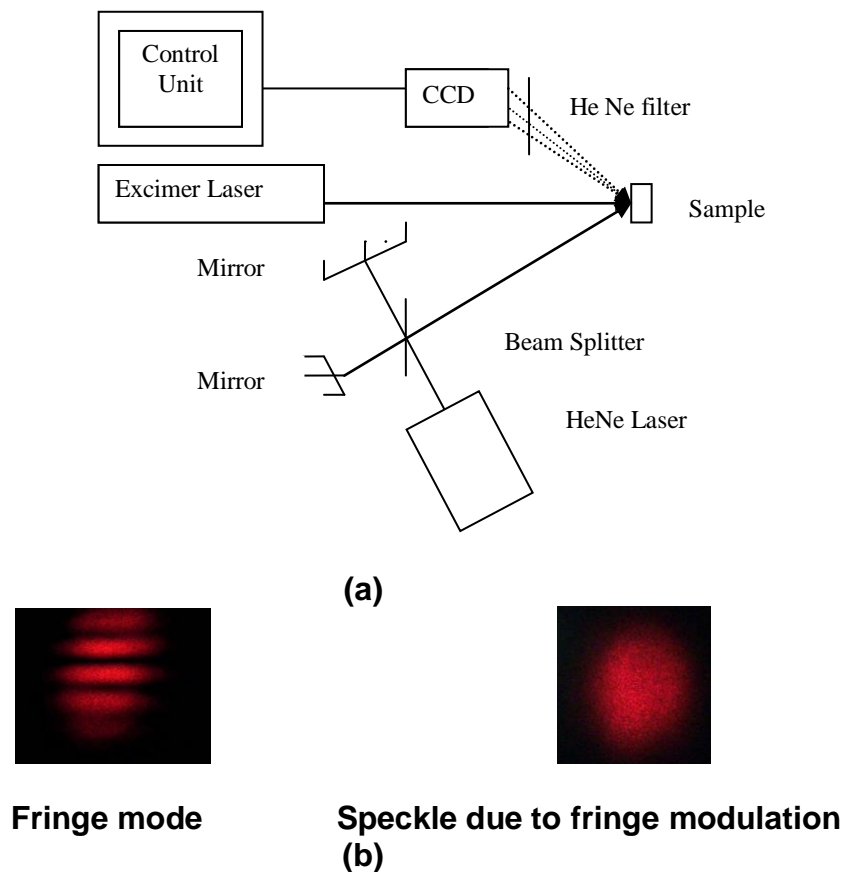 Control
Unit
CCD
He Ne filter
Excimer Laser
Sample
Mirror
Beam Splitter
Mirror
HeNe Laser
(a)
Fringe mode
Speckle due to fringe modulation
(b)